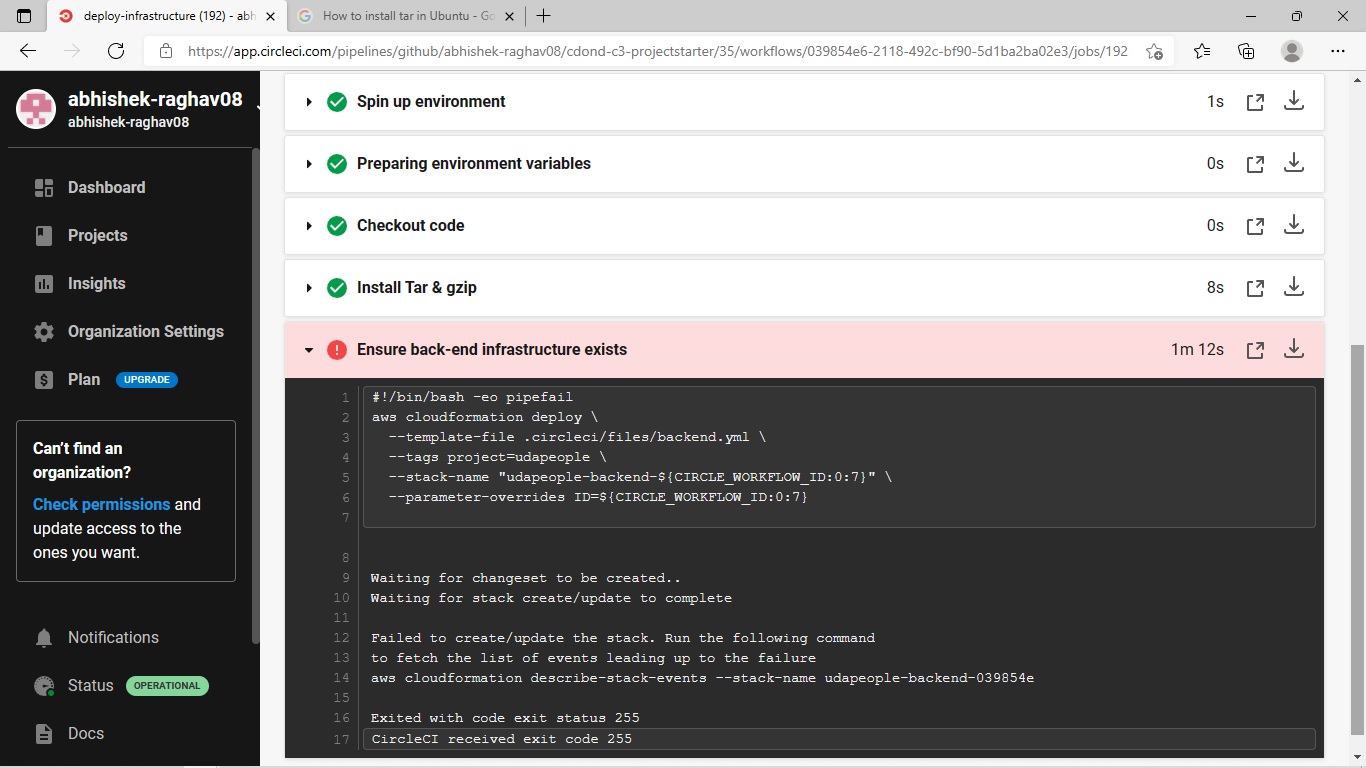 deploy-infrastructure (192) - abh
How to install tar in Ubuntu - Go
https://app.circleci.com/pipelines/github/abhishek-raghav08/cdond-c3-projectstarter/35/workflows/039854e6-2118-492c-bf90-5d1ba2ba02e3/jobs/192
abhishek-raghav08
abhishek-raghav08
Dashboard
Projects
Insights
Organization Settings
Plan UPGRADE
Can't find an
organization?
Check permissions and
update access to the
ones you want.
Notifications
Status OPERATIONAL
Docs
Spin up environment 1s
Preparing environment variables 0s
Checkout code 0s
Install Tar & gzip 8s
Ensure back-end infrastructure exists 1m 12s
1 #!/bin/bash -eo pipefail
2 aws cloudformation deploy \
3 --template-file .circleci/files/backend.yml \
4 --tags project=udapeople \
5 --stack-name "udapeople-backend-${CIRCLE_WORKFLOW_ID:0:7}" \
6 --parameter-overrides ID=${CIRCLE_WORKFLOW_ID:0:7}
7
8
9 Waiting for changeset to be created..
10 Waiting for stack create/update to complete
11
12 Failed to create/update the stack. Run the following command
13 to fetch the list of events leading up to the failure
14 aws cloudformation describe-stack-events --stack-name udapeople-backend-039854e
15
16 Exited with code exit status 255
17 CircleCI received exit code 255